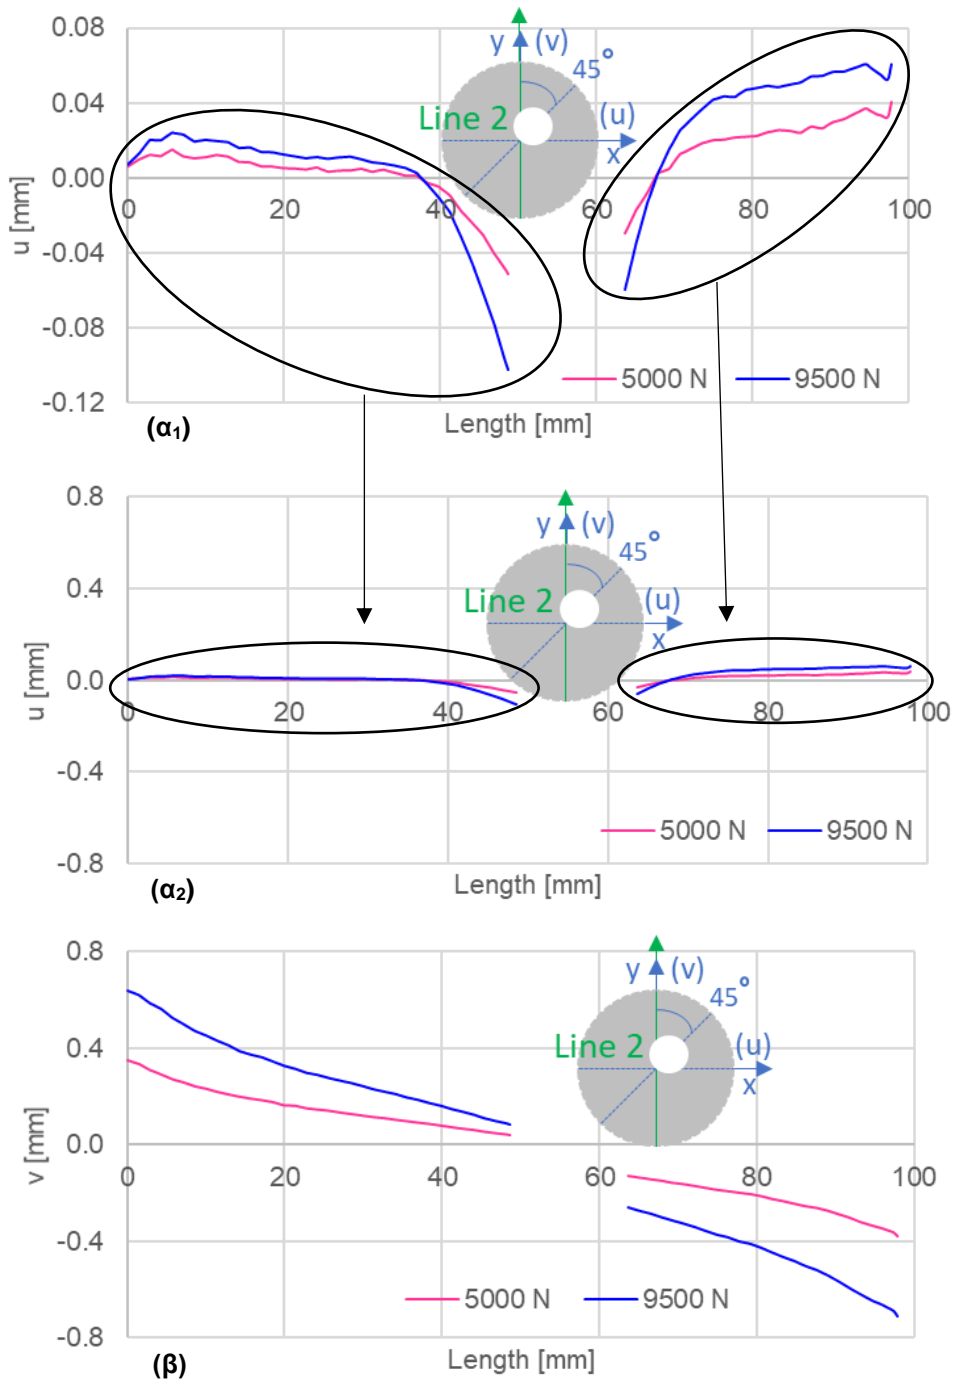 0.08
0.04
0.00
-0.04
-0.08
-0.12
u [mm]
y (v)
45°
Line 2
(u)
x
0 20 40 60 80 100
5000 N 9500 N
Length [mm]
(α₁)
0.8
0.4
0.0
-0.4
-0.8
u [mm]
y (v)
45°
Line 2
(u)
x
0 20 40 60 80 100
5000 N 9500 N
Length [mm]
(α₂)
0.8
0.4
0.0
-0.4
-0.8
v [mm]
y (v)
45°
Line 2
(u)
x
0 20 40 60 80 100
5000 N 9500 N
Length [mm]
(β)